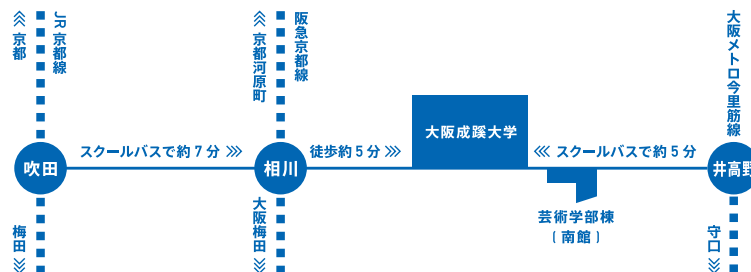 京都
JR京都線
京都河原町
阪急京都線
大阪メトロ今里筋線
大阪成蹊大学
スクールバスで約7分
徒歩約5分
スクールバスで約5分
吹田
相川
井高野
芸術学部棟
(南館)
梅田
大阪梅田
守口